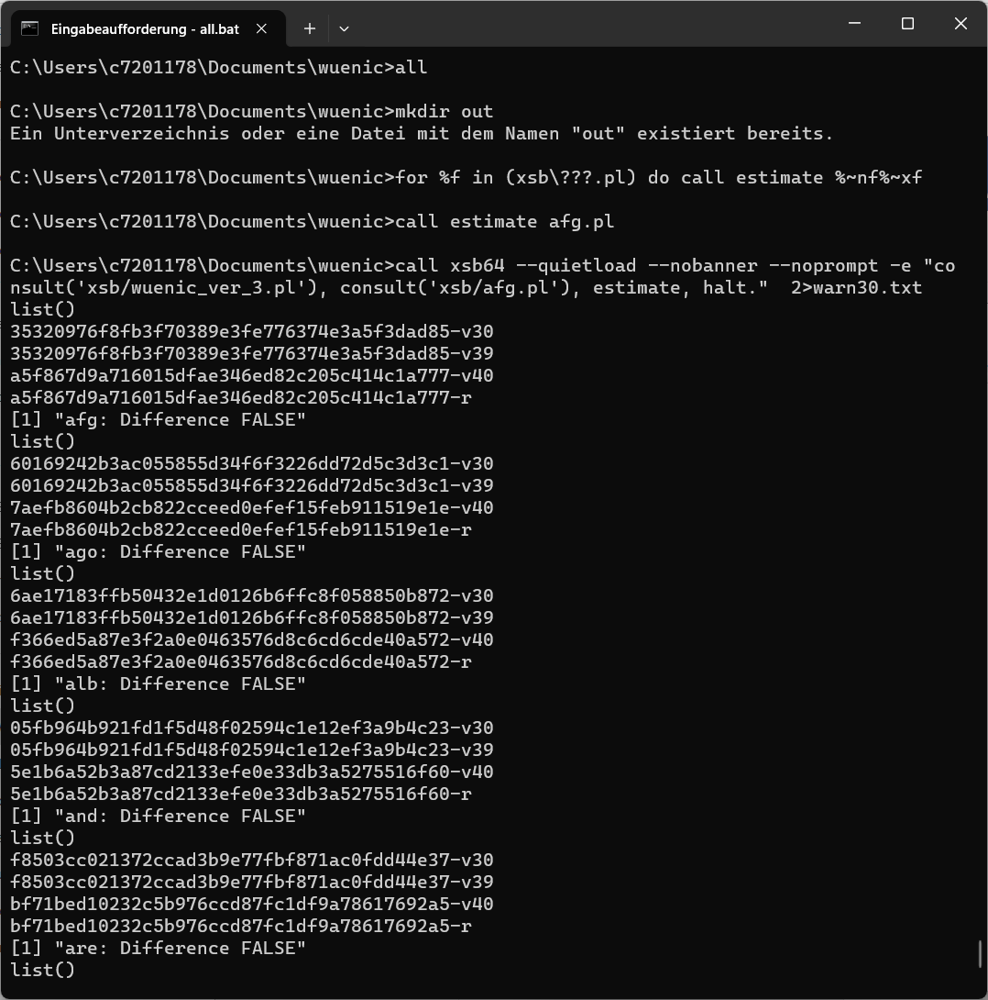 Eingabeaufforderung - all.bat
C:\Users\c7201178\Documents\wuenic>all
C:\Users\c7201178\Documents\wuenic>mkdir out
Ein Unterverzeichnis oder eine Datei mit dem Namen "out" existiert bereits.
C:\Users\c7201178\Documents\wuenic>for %f in (xsb\???.pl) do call estimate %~nf%~xf
C:\Users\c7201178\Documents\wuenic>call estimate afg.pl
C:\Users\c7201178\Documents\wuenic>call xsb64 --quietload --nobanner --noprompt -e "co
nsult('xsb/wuenic_ver_3.pl'), consult('xsb/afg.pl'), estimate, halt."  2>warn30.txt
list()
35320976f8fb3f70389e3fe776374e3a5f3dad85-v30
35320976f8fb3f70389e3fe776374e3a5f3dad85-v39
a5f867d9a716015dfae346ed82c205c414c1a777-v40
a5f867d9a716015dfae346ed82c205c414c1a777-r
[1] "afg: Difference FALSE"
list()
60169242b3ac055855d34f6f3226dd72d5c3d3c1-v30
60169242b3ac055855d34f6f3226dd72d5c3d3c1-v39
7aefb8604b2cb822cceed0efef15feb911519e1e-v40
7aefb8604b2cb822cceed0efef15feb911519e1e-r
[1] "ago: Difference FALSE"
list()
6ae17183ffb50432e1d0126b6ffc8f058850b872-v30
6ae17183ffb50432e1d0126b6ffc8f058850b872-v39
f366ed5a87e3f2a0e0463576d8c6cd6cde40a572-v40
f366ed5a87e3f2a0e0463576d8c6cd6cde40a572-r
[1] "alb: Difference FALSE"
list()
05fb964b921fd1f5d48f02594c1e12ef3a9b4c23-v30
05fb964b921fd1f5d48f02594c1e12ef3a9b4c23-v39
5e1b6a52b3a87cd2133efe0e33db3a5275516f60-v40
5e1b6a52b3a87cd2133efe0e33db3a5275516f60-r
[1] "and: Difference FALSE"
list()
f8503cc021372ccad3b9e77fbf871ac0fdd44e37-v30
f8503cc021372ccad3b9e77fbf871ac0fdd44e37-v39
bf71bed10232c5b976ccd87fc1df9a78617692a5-v40
bf71bed10232c5b976ccd87fc1df9a78617692a5-r
[1] "are: Difference FALSE"
list()